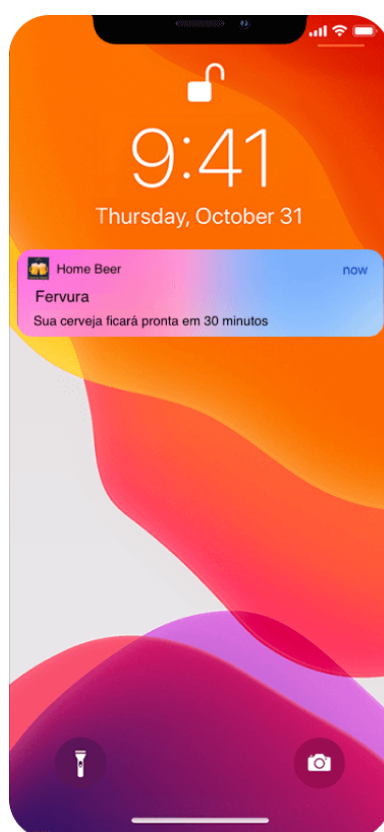 9:41
Thursday, October 31
Home Beer now
Fervura
Sua cerveja ficará pronta em 30 minutos